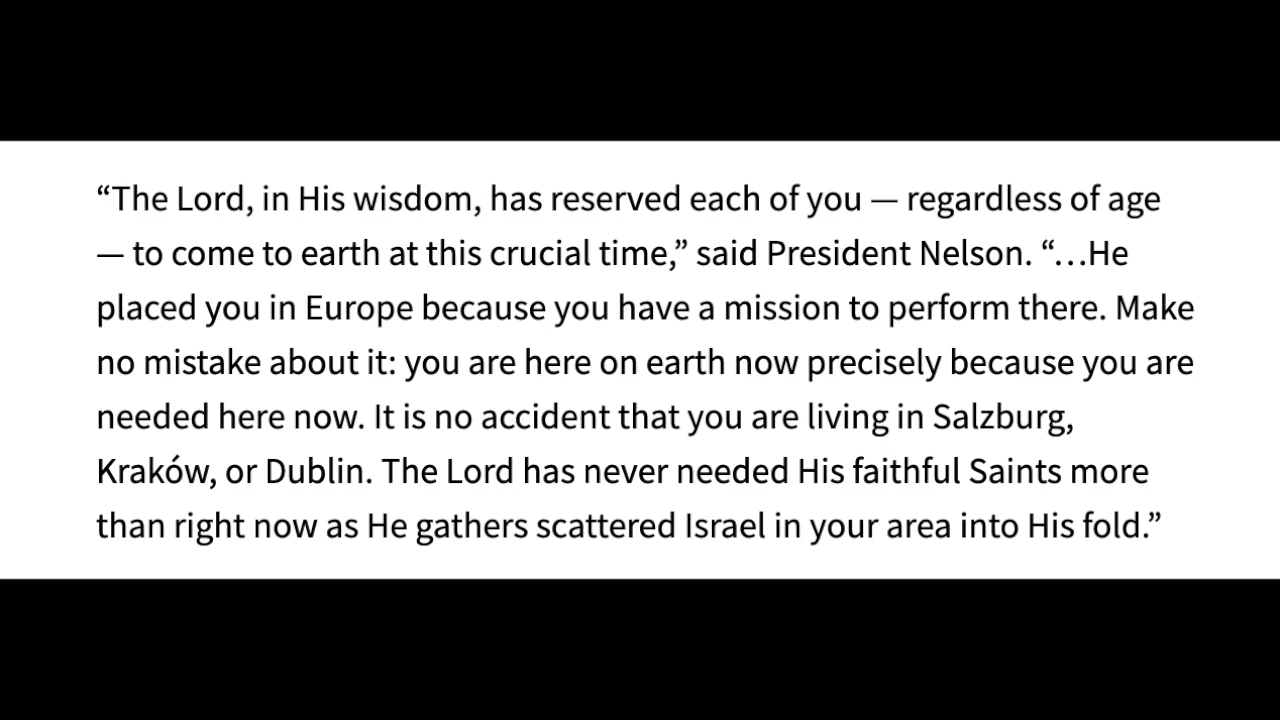 “The Lord, in His wisdom, has reserved each of you — regardless of age
— to come to earth at this crucial time,” said President Nelson. “…He
placed you in Europe because you have a mission to perform there. Make
no mistake about it: you are here on earth now precisely because you are
needed here now. It is no accident that you are living in Salzburg,
Kraków, or Dublin. The Lord has never needed His faithful Saints more
than right now as He gathers scattered Israel in your area into His fold.”